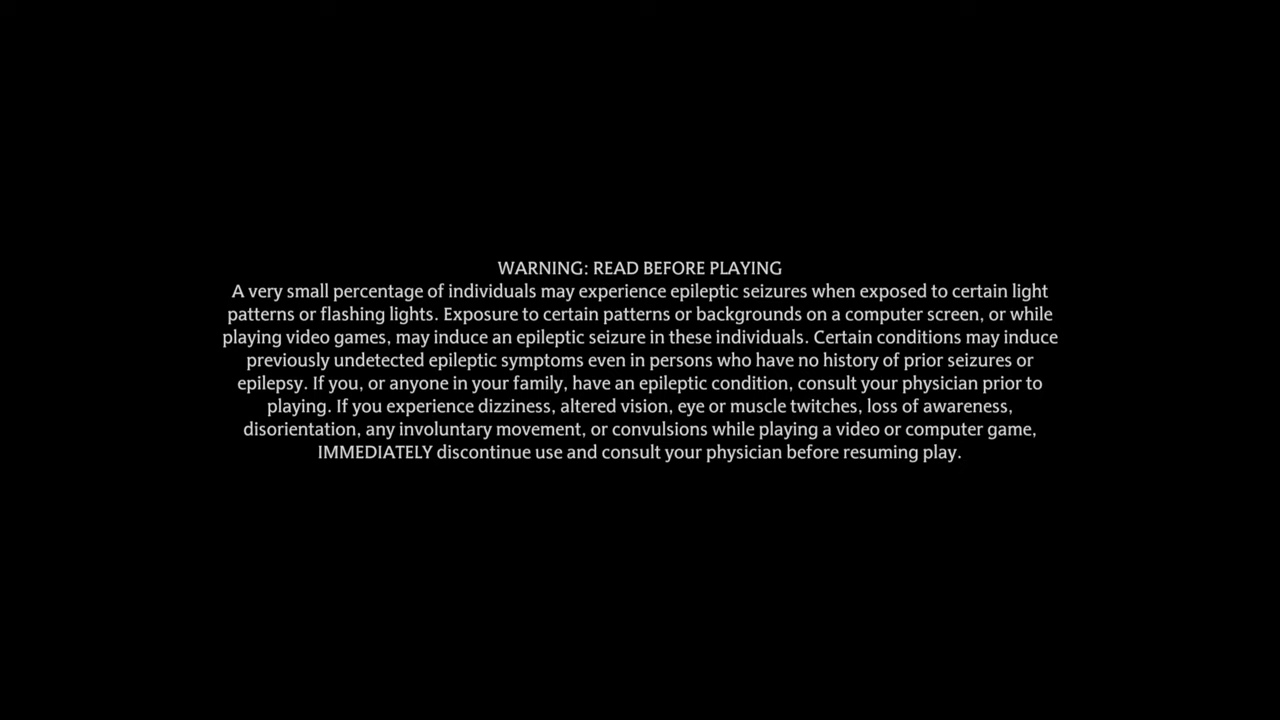 WARNING: READ BEFORE PLAYING
A very small percentage of individuals may experience epileptic seizures when exposed to certain light
patterns or flashing lights. Exposure to certain patterns or backgrounds on a computer screen, or while
playing video games, may induce an epileptic seizure in these individuals. Certain conditions may induce
previously undetected epileptic symptoms even in persons who have no history of prior seizures or
epilepsy. If you, or anyone in your family, have an epileptic condition, consult your physician prior to
playing. If you experience dizziness, altered vision, eye or muscle twitches, loss of awareness,
disorientation, any involuntary movement, or convulsions while playing a video or computer game,
IMMEDIATELY discontinue use and consult your physician before resuming play.